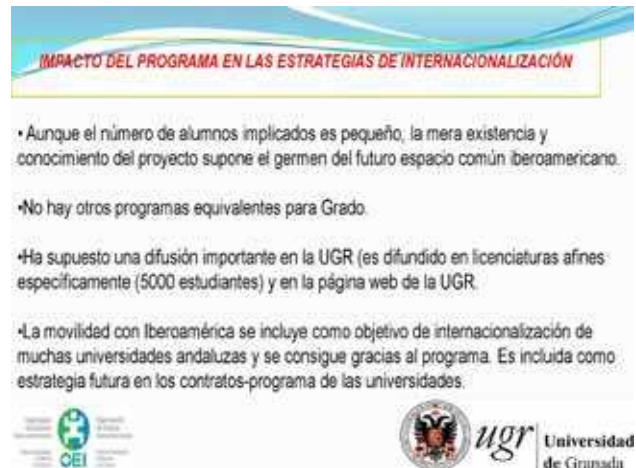 IMPACTO DEL PROGRAMA EN LAS ESTRATEGIAS DE INTERNACIONALIZACIÓN
• Aunque el número de alumnos implicados es pequeño, la mera existencia y
conocimiento del proyecto supone el germen del futuro espacio común iberoamericano.
•No hay otros programas equivalentes para Grado.
•Ha supuesto una difusión importante en la UGR (es difundido en licenciaturas afines
específicamente (5000 estudiantes) y en la página web de la UGR.
•La movilidad con Iberoamérica se incluye como objetivo de internacionalización de
muchas universidades andaluzas y se consigue gracias al programa. Es incluida como
estrategia futura en los contratos-programa de las universidades.
OEI
ugr Universidad
de Granada